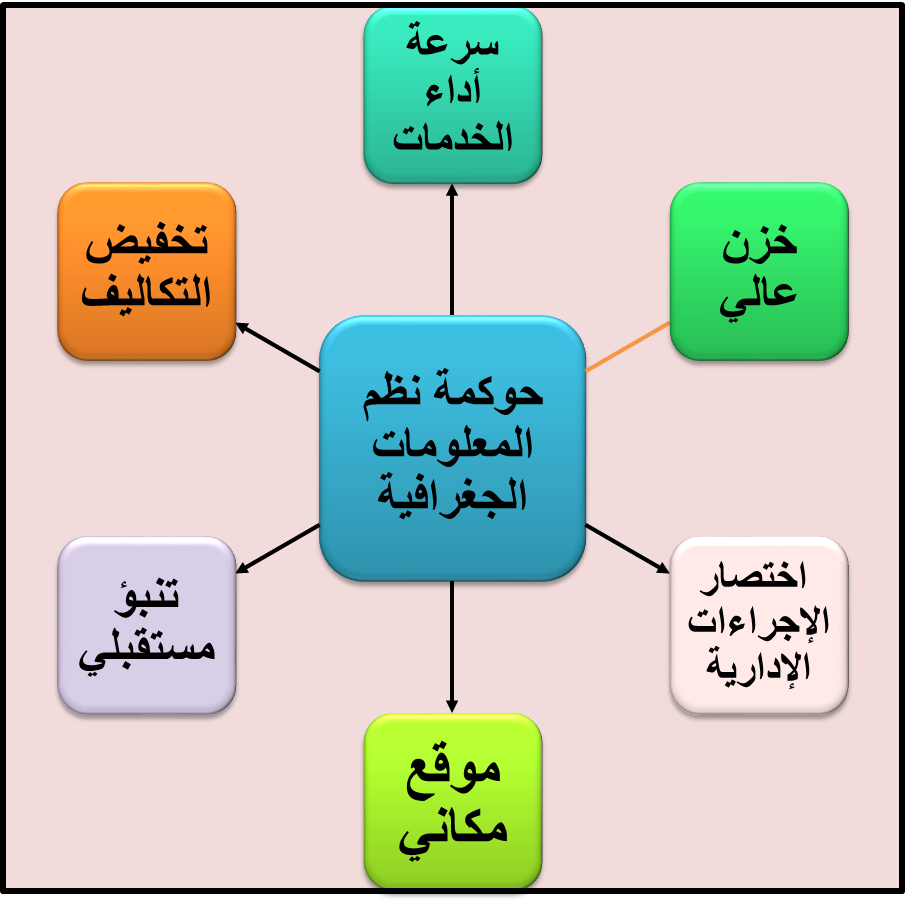 سرعة
أداء
الخدمات
خزن
عالي
تخفيض
التكاليف
حوكمة نظم
المعلومات
الجغرافية
اختصار
الإجراءات
الإدارية
تنبؤ
مستقبلي
موقع
مكاني